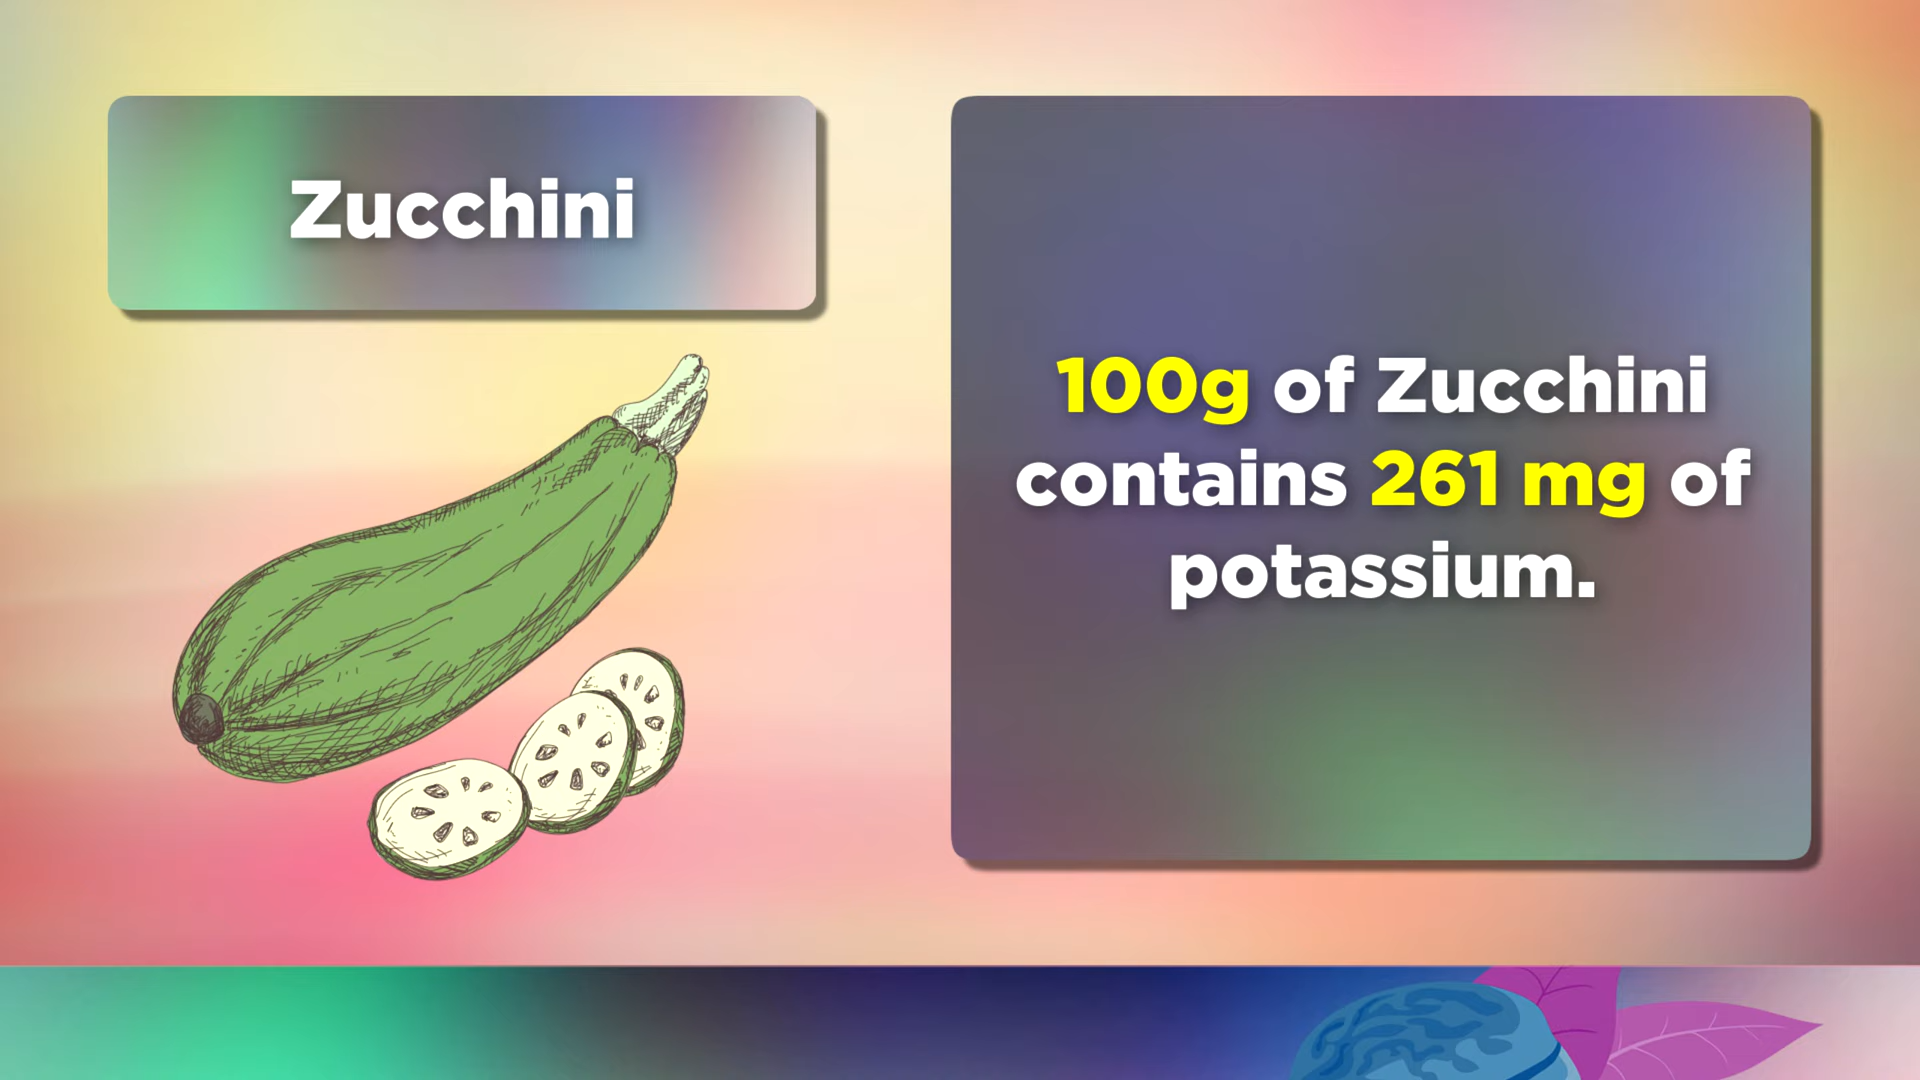 Zucchini
100g of Zucchini
contains 261 mg of
potassium.